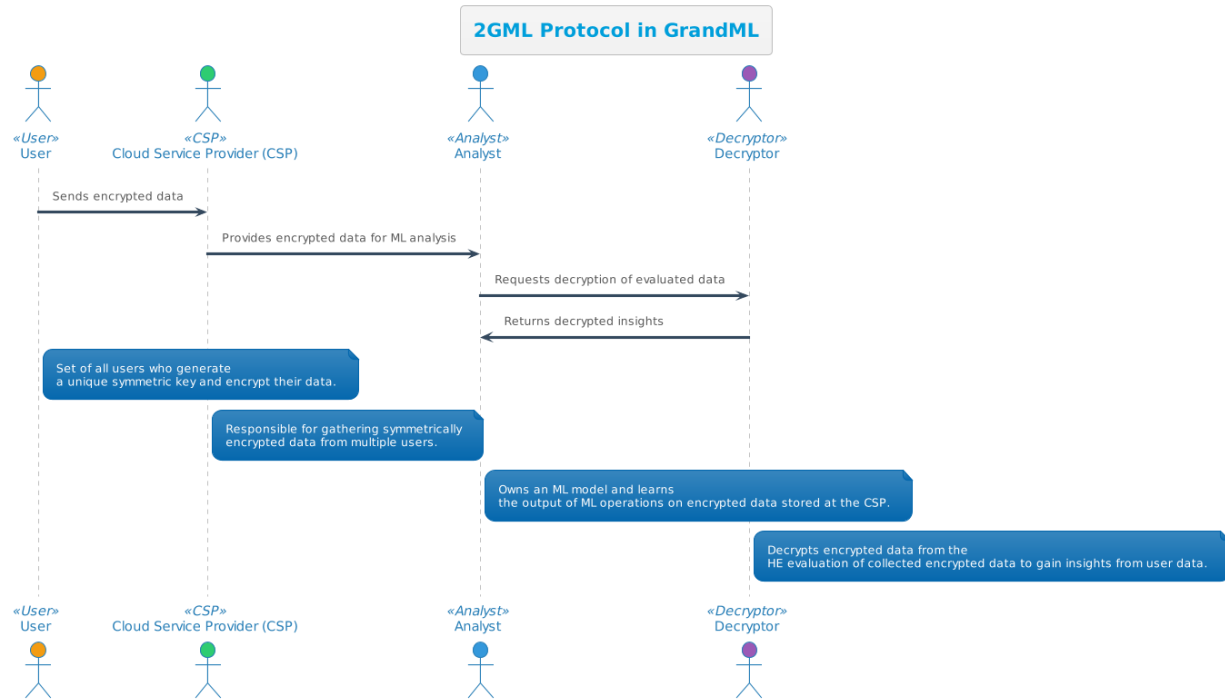 2GML Protocol in GrandML
«User»
User
«CSP»
Cloud Service Provider (CSP)
«Analyst»
Analyst
«Decryptor»
Decryptor
Sends encrypted data
Provides encrypted data for ML analysis
Requests decryption of evaluated data
Returns decrypted insights
Set of all users who generate
a unique symmetric key and encrypt their data.
Responsible for gathering symmetrically
encrypted data from multiple users.
Owns an ML model and learns
the output of ML operations on encrypted data stored at the CSP.
Decrypts encrypted data from the
HE evaluation of collected encrypted data to gain insights from user data.
«User»
User
«CSP»
Cloud Service Provider (CSP)
«Analyst»
Analyst
«Decryptor»
Decryptor